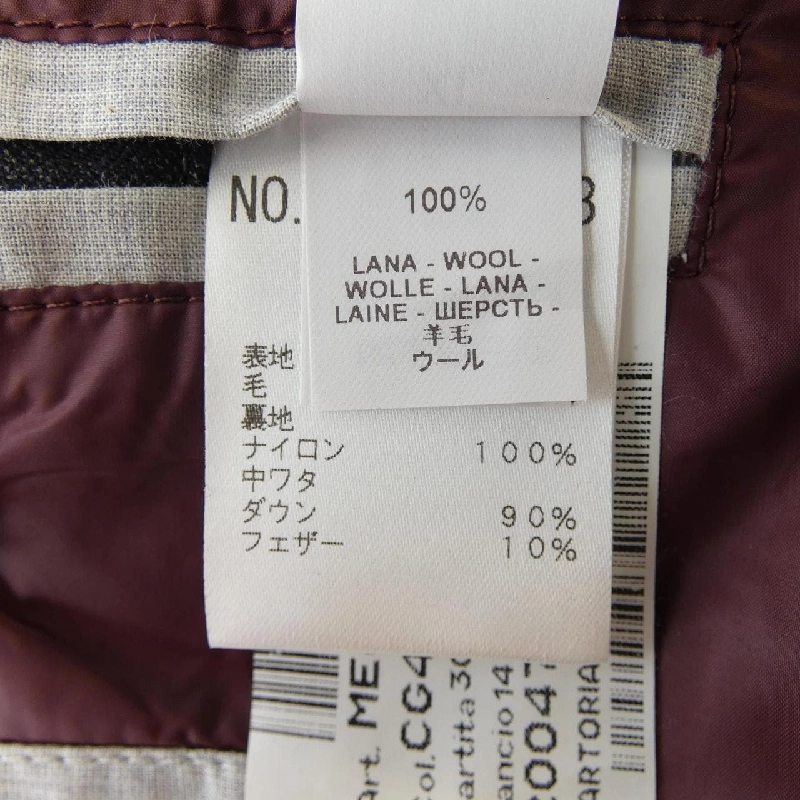 100%
LANA - WOOL -
WOLLE - LANA -
LAINE - ШЕРСТЬ -
羊毛
ウール
NO. 3
表地
毛
裏地
ナイロン 100%
中ワタ
ダウン 90%
フェザー 10%
Art. ME
Col. CG4
artita 30
ancio 14
0047
ARTORIA